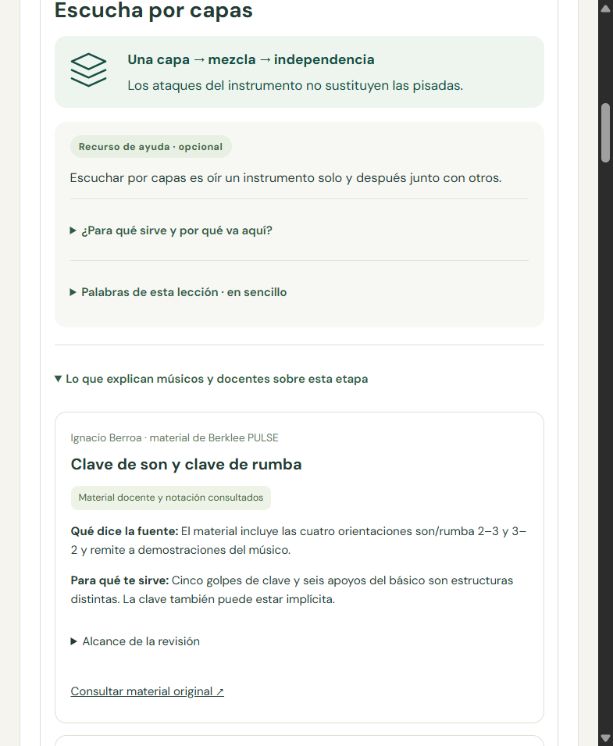 Escucha por capas
Una capa → mezcla → independencia
Los ataques del instrumento no sustituyen las pisadas.
Recurso de ayuda · opcional
Escuchar por capas es oír un instrumento solo y después junto con otros.
▶ ¿Para qué sirve y por qué va aquí?
▶ Palabras de esta lección · en sencillo
▼ Lo que explican músicos y docentes sobre esta etapa
Ignacio Berroa · material de Berklee PULSE
Clave de son y clave de rumba
Material docente y notación consultados
Qué dice la fuente: El material incluye las cuatro orientaciones son/rumba 2–3 y 3–
2 y remite a demostraciones del músico.
Para qué te sirve: Cinco golpes de clave y seis apoyos del básico son estructuras
distintas. La clave también puede estar implícita.
▶ Alcance de la revisión
Consultar material original ↗